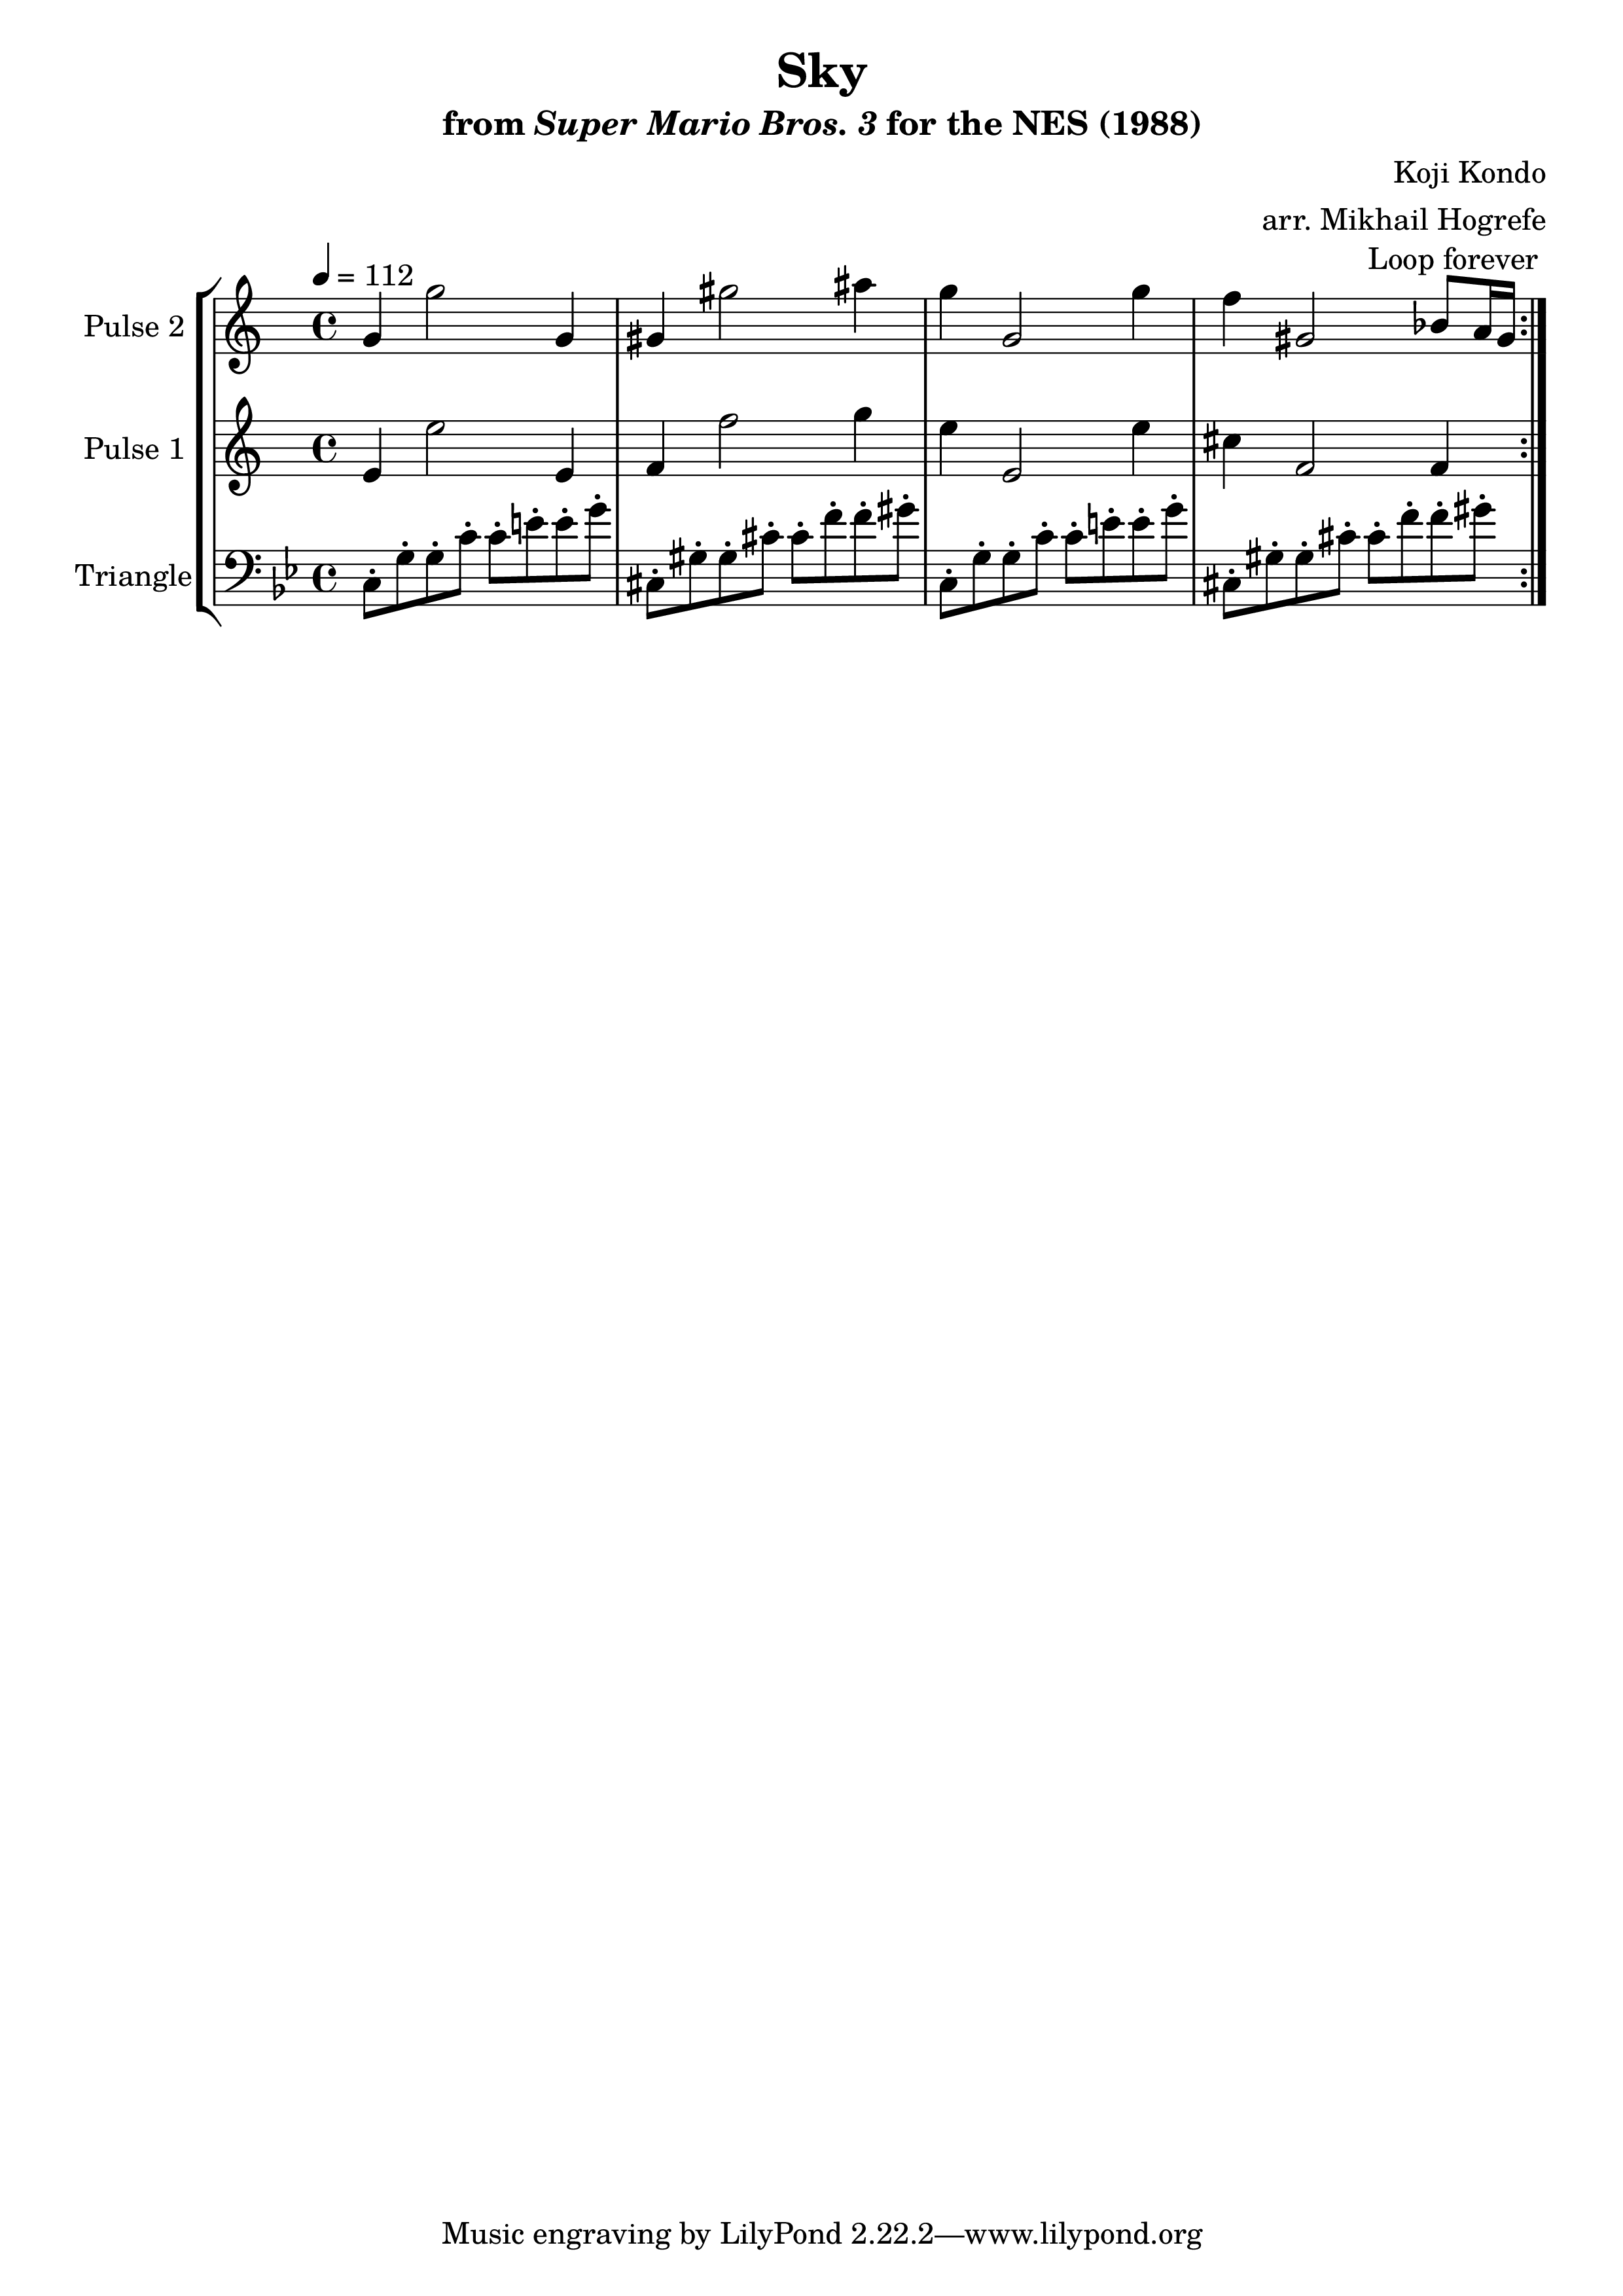 Sky
from Super Mario Bros. 3 for the NES (1988)
Koji Kondo
arr. Mikhail Hogrefe
Loop forever
= 112
Pulse 2
Pulse 1
Triangle
Music engraving by LilyPond 2.22.2—www.lilypond.org